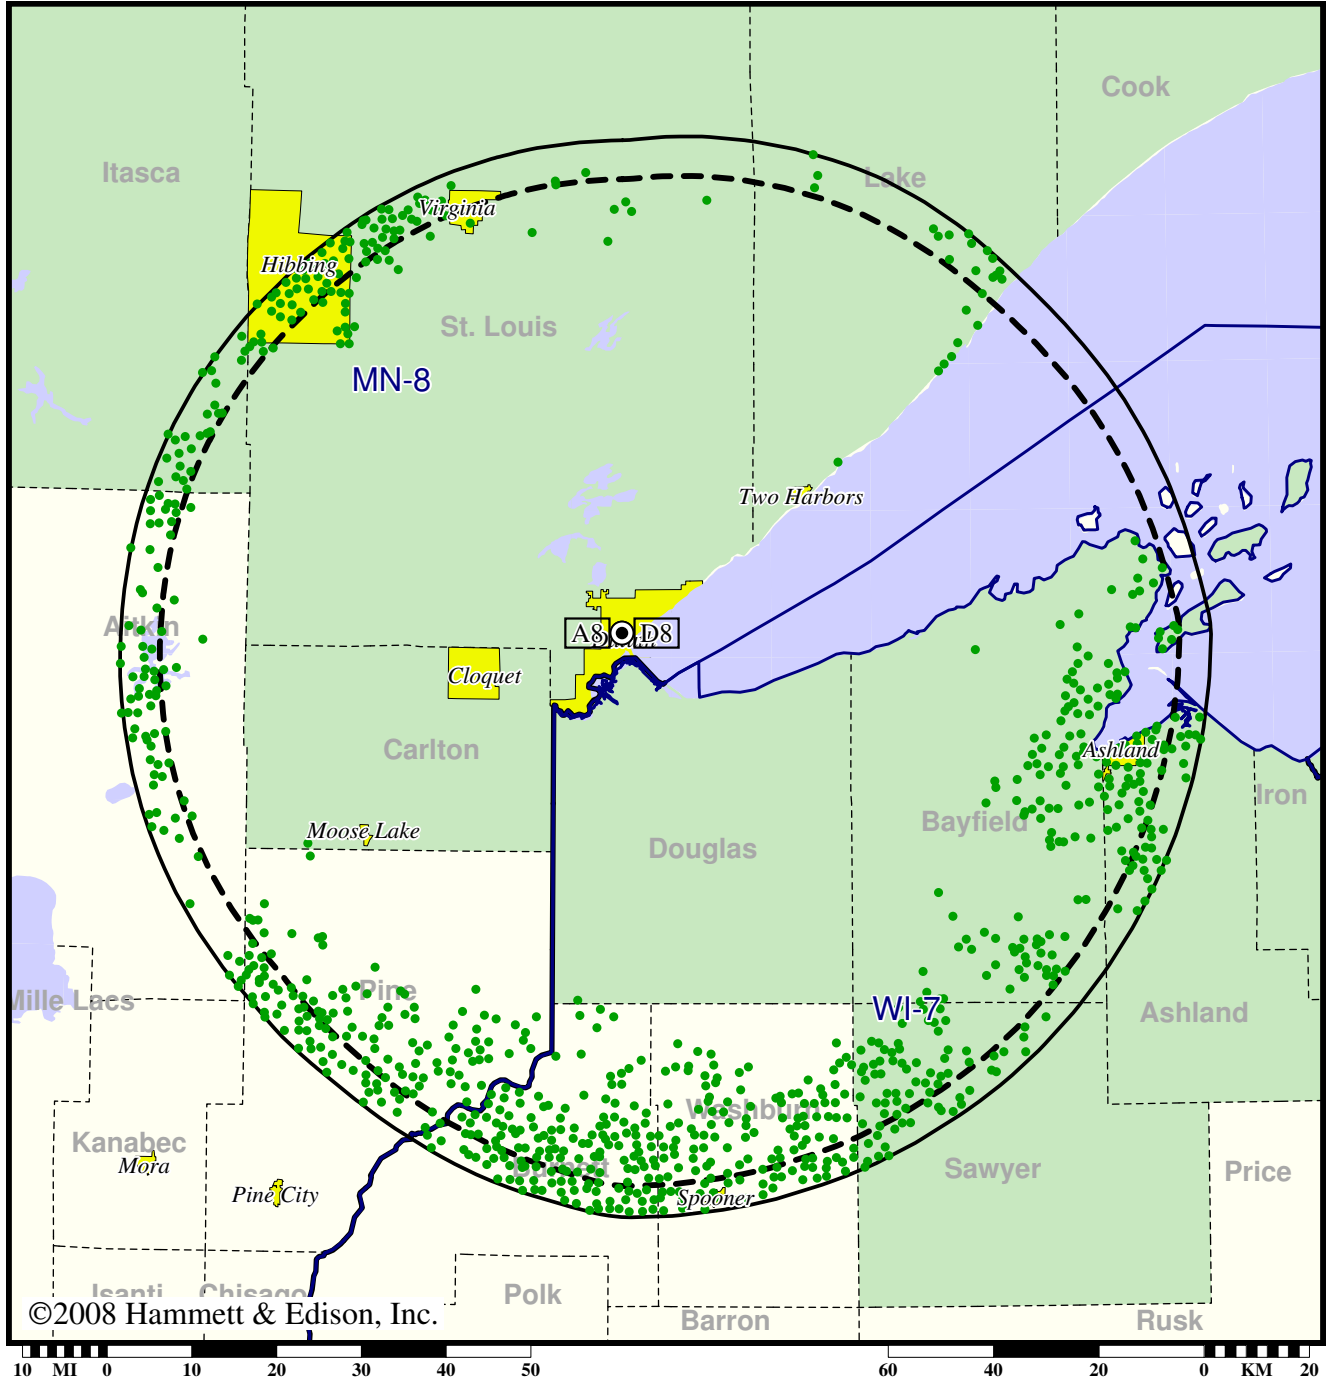 Cook
Itasca
Lake
Virginia
Hibbing
St. Louis
MN-8
Two Harbors
Aitkin
A8 D8
Cloquet
Carlton
Ashland
Iron
Moose Lake
Bayfield
Douglas
Pine
Mille Lacs
WI-7
Ashland
Washburn
Kanabec
Mora
Burnett
Sawyer
Price
Pine City
Spooner
Isanti
Chisago
Polk
©2008 Hammett & Edison, Inc.
Barron
Rusk
10 MI 0 10 20 30 40 50
60 40 20 0 KM 20